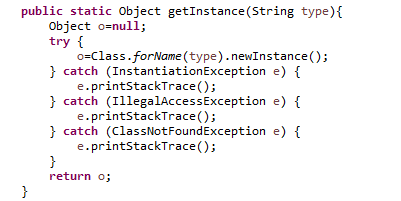 public static Object getInstance(String type){
    Object o=null;
    try {
        o=Class.forName(type).newInstance();
    } catch (InstantiationException e) {
        e.printStackTrace();
    } catch (IllegalAccessException e) {
        e.printStackTrace();
    } catch (ClassNotFoundException e) {
        e.printStackTrace();
    }
    return o;
}